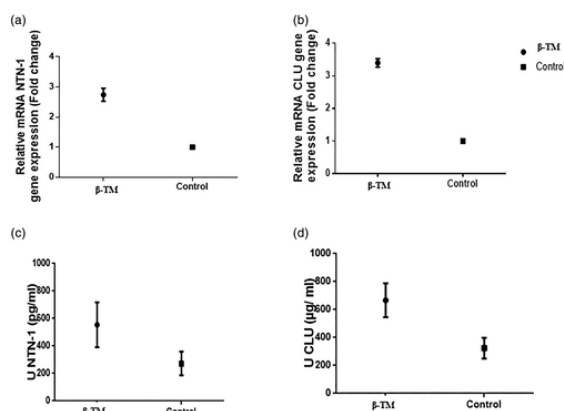 (a)
Relative mRNA NTN-1
gene expression (Fold change)
4
3
2
1
0
β-TM
Control
(b)
Relative mRNA CLU gene
expression (Fold change)
4
3
2
1
0
β-TM
Control
β-TM
Control
(c)
U NTN-1 (pg/ml)
1000
800
600
400
200
0
β-TM
Control
(d)
U CLU (µg/ ml)
1000
800
600
400
200
0
β-TM
Control